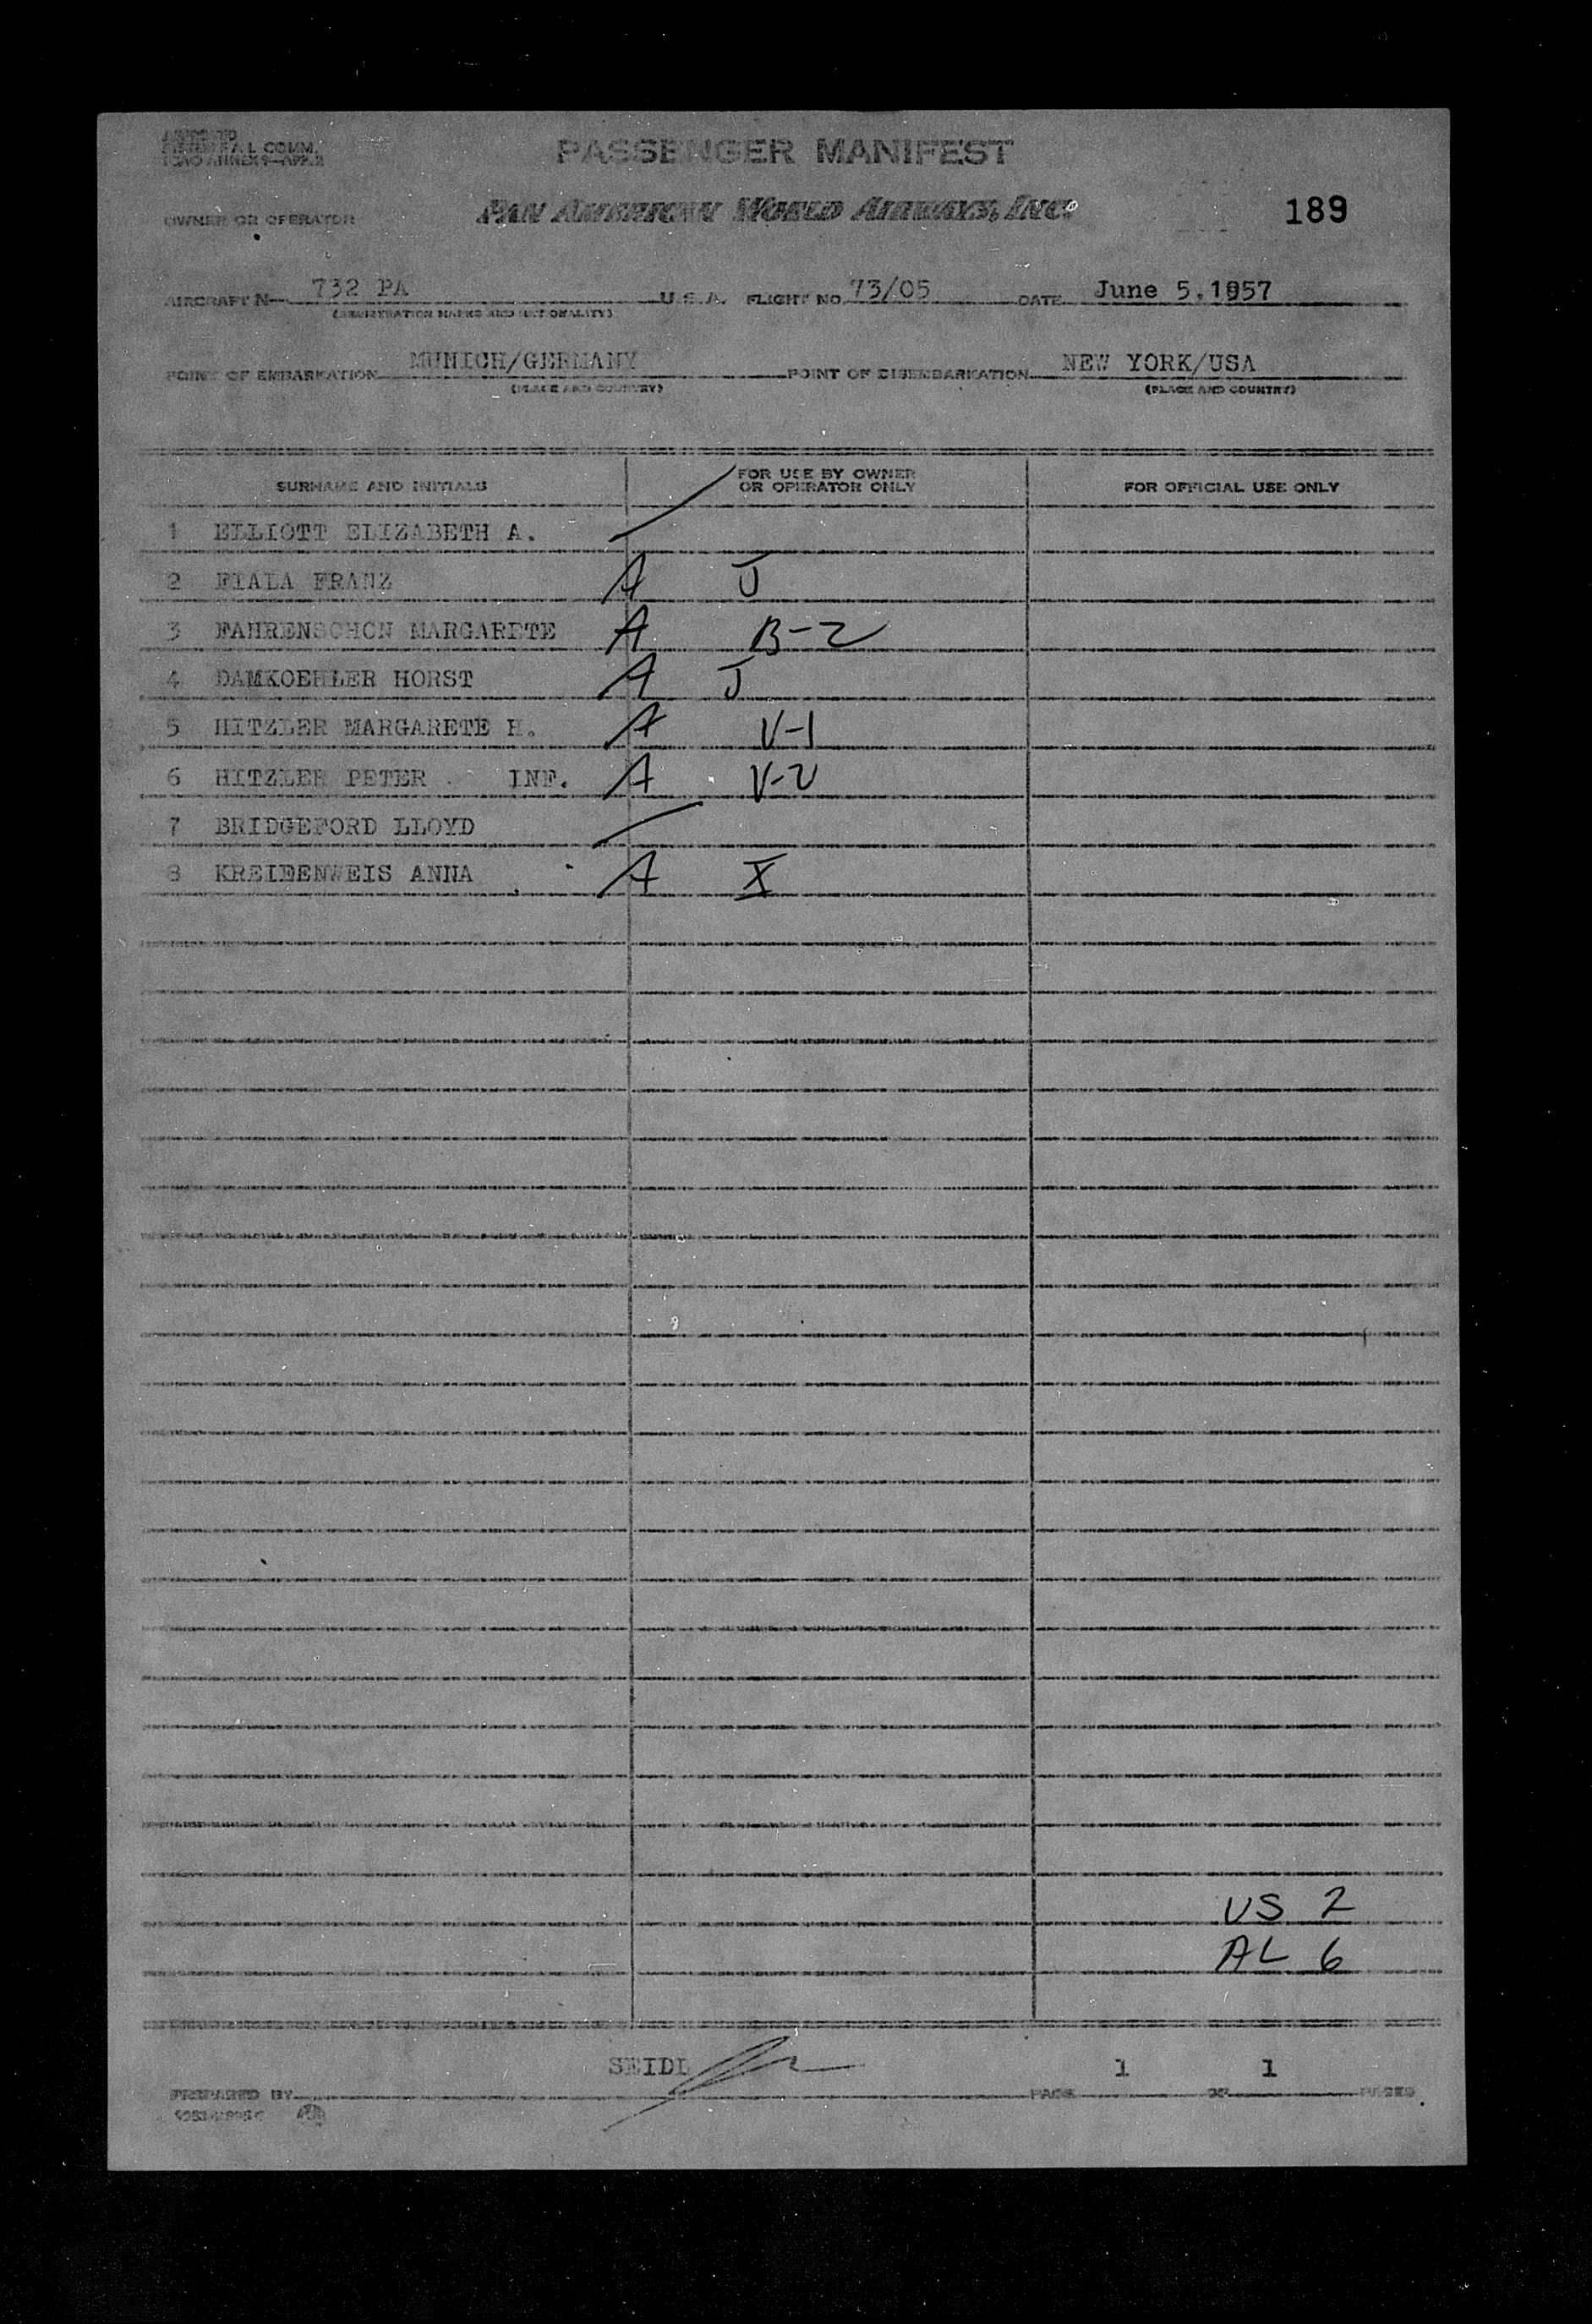 PASSENGER MANIFEST
OWNER OR OPERATOR PAN AMERICAN WORLD AIRWAYS, INC. 189
AIRCRAFT N 732 PA U.S.A. FLIGHT NO. 73/05 DATE June 5,1957
(REGISTRATION MARKS AND NATIONALITY)
POINT OF EMBARKATION MUNICH/GERMANY POINT OF DISEMBARKATION NEW YORK/USA
(PLACE AND COUNTRY) (PLACE AND COUNTRY)
SURNAME AND INITIALS FOR USE BY OWNER OR OPERATOR ONLY FOR OFFICIAL USE ONLY
1 ELLIOTT ELIZABETH A.
2 FIALA FRANZ A J
3 FAHRENSCHON MARGARETE A B-2
4 DAMKOEHLER HORST A J
5 HITZLER MARGARETE H. A V-1
6 HITZLER PETER INF. A V-2
7 BRIDGEFORD LLOYD
8 KREIDENWEIS ANNA A X
US 2
AL 6
PREPARED BY SEIDL PAGE 1 OF 1 PAGES